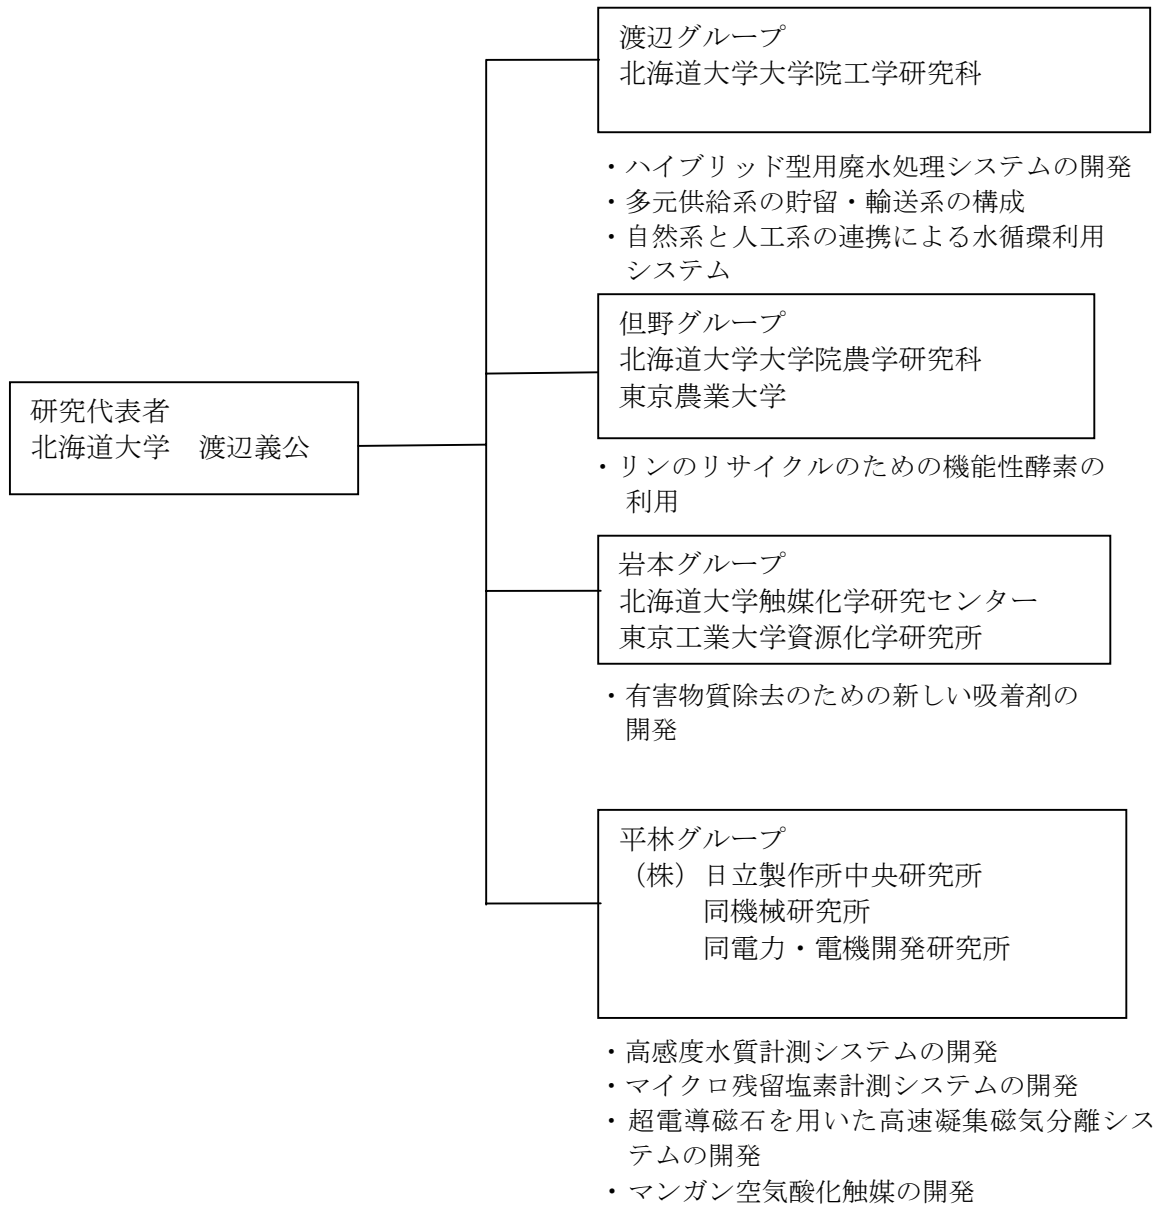 渡辺グループ
北海道大学大学院工学研究科
・ハイブリッド型用廃水処理システムの開発
・多元供給系の貯留・輸送系の構成
・自然系と人工系の連携による水循環利用
システム
但野グループ
北海道大学大学院農学研究科
東京農業大学
研究代表者
北海道大学　渡辺義公
・リンのリサイクルのための機能性酵素の
利用
岩本グループ
北海道大学触媒化学研究センター
東京工業大学資源化学研究所
・有害物質除去のための新しい吸着剤の
開発
平林グループ
（株）日立製作所中央研究所
同機械研究所
同電力・電機開発研究所
・高感度水質計測システムの開発
・マイクロ残留塩素計測システムの開発
・超電導磁石を用いた高速凝集磁気分離シス
テムの開発
・マンガン空気酸化触媒の開発